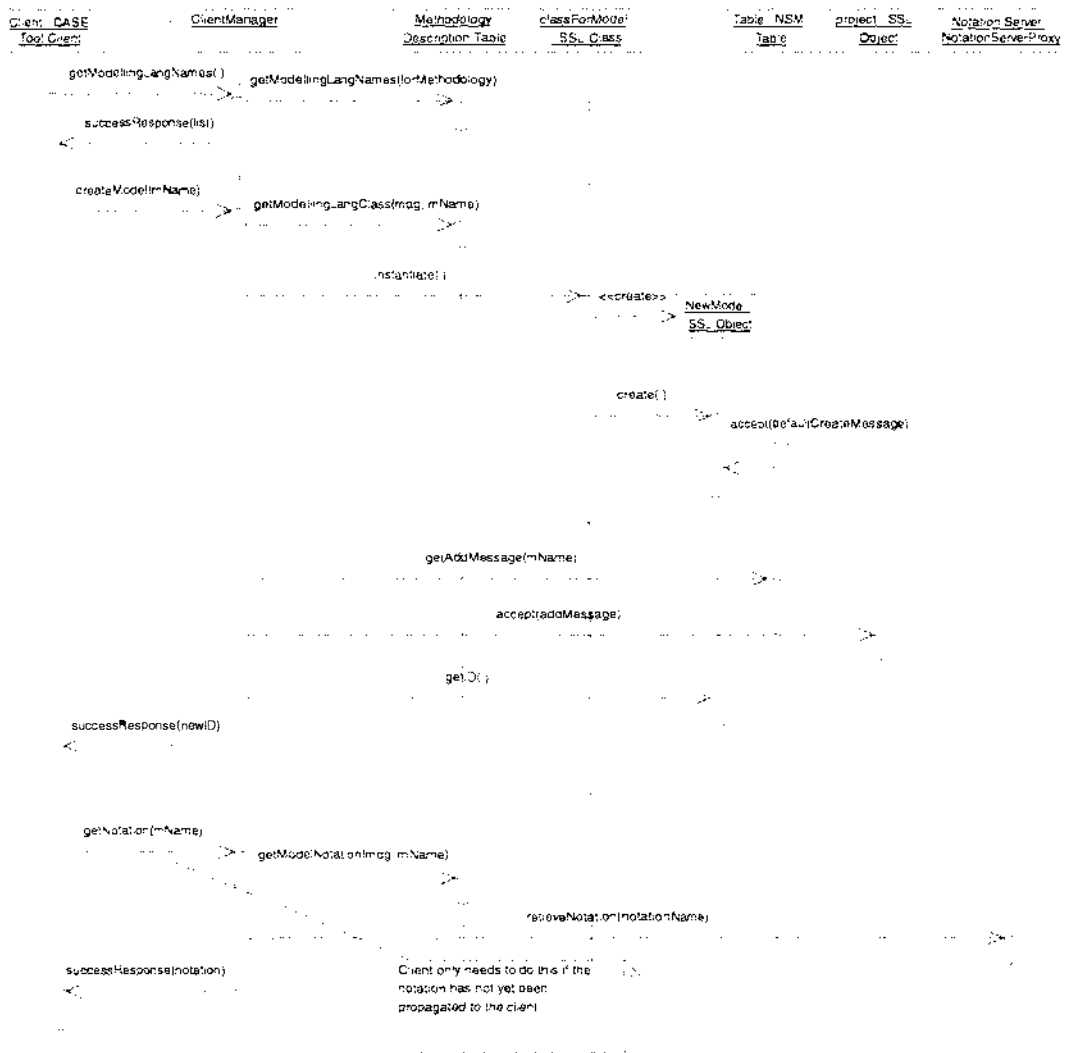 Client CASE
Tool Client
ClientManager
Methodology
Description Table
classForModel
SSL Class
Table NSM
Table
project SSL
Object
Notation Server
NotationServerProxy
getModellingLangNames( )
getModellingLangNames(forMethodology)
successResponse(list)
createModel(mName)
getModellingLangClass(mpg, mName)
instantiate( )
<<create>>
NewModel
SSL Object
create( )
accept(defaultCreateMessage)
getAddMessage(mName)
accept(addMessage)
getID( )
successResponse(newID)
getNotation(mName)
getModelNotation(mpg, mName)
retrieveNotation(notationName)
successResponse(notation)
Client only needs to do this if the
notation has not yet been
propagated to the client